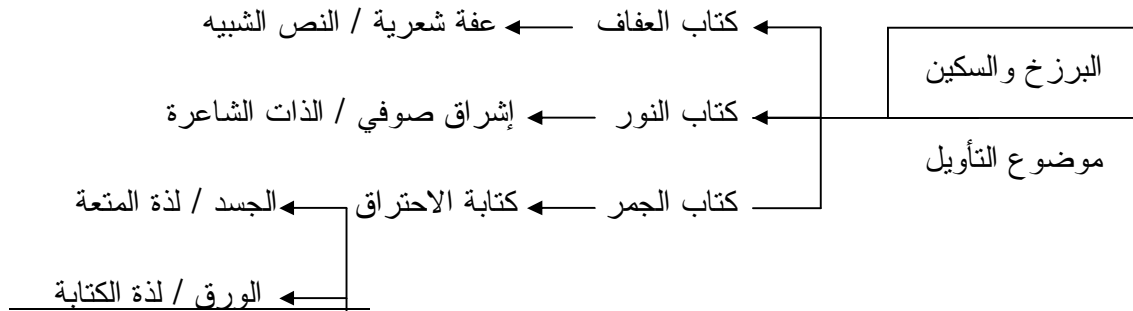 كتاب العفاف عفة شعرية / النص الشبيه
البرزخ والسكين
كتاب النور إشراق صوفي / الذات الشاعرة
موضوع التأويل
كتاب الجمر كتابة الاحتراق الجسد / لذة المتعة
الورق / لذة الكتابة